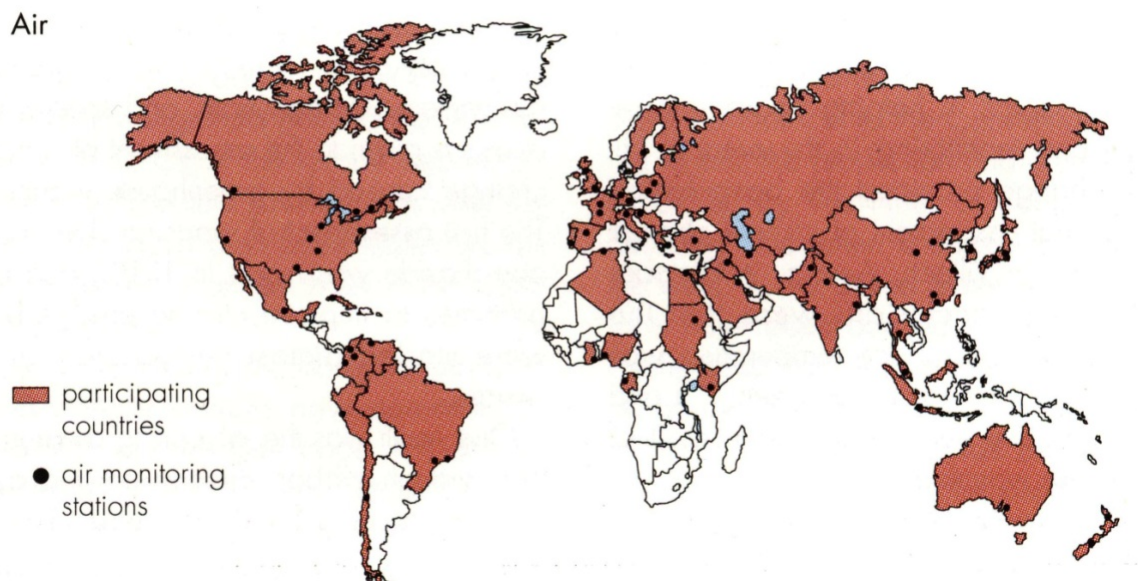 Air
participating
countries
air monitoring
stations